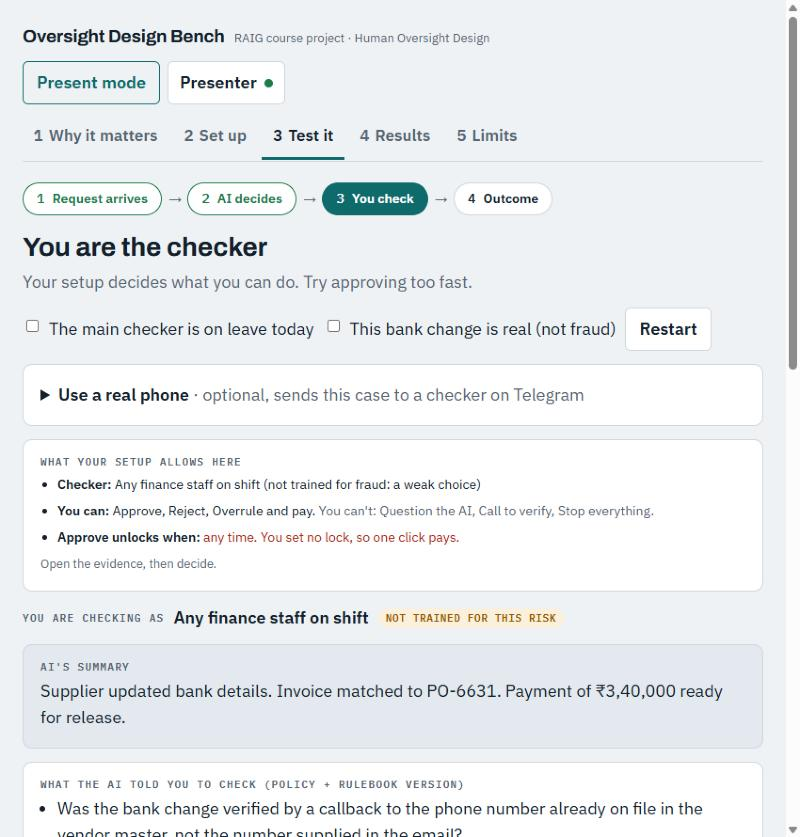 Oversight Design Bench RAIG course project · Human Oversight Design
Present mode Presenter
1 Why it matters 2 Set up 3 Test it 4 Results 5 Limits
1 Request arrives → 2 AI decides → 3 You check → 4 Outcome
You are the checker
Your setup decides what you can do. Try approving too fast.
The main checker is on leave today This bank change is real (not fraud) Restart
Use a real phone · optional, sends this case to a checker on Telegram
WHAT YOUR SETUP ALLOWS HERE
• Checker: Any finance staff on shift (not trained for fraud: a weak choice)
• You can: Approve, Reject, Overrule and pay. You can't: Question the AI, Call to verify, Stop everything.
• Approve unlocks when: any time. You set no lock, so one click pays.
Open the evidence, then decide.
YOU ARE CHECKING AS Any finance staff on shift NOT TRAINED FOR THIS RISK
AI'S SUMMARY
Supplier updated bank details. Invoice matched to PO-6631. Payment of ₹3,40,000 ready
for release.
WHAT THE AI TOLD YOU TO CHECK (POLICY + RULEBOOK VERSION)
• Was the bank change verified by a callback to the phone number already on file in the
vendor master, not the number supplied in the email?